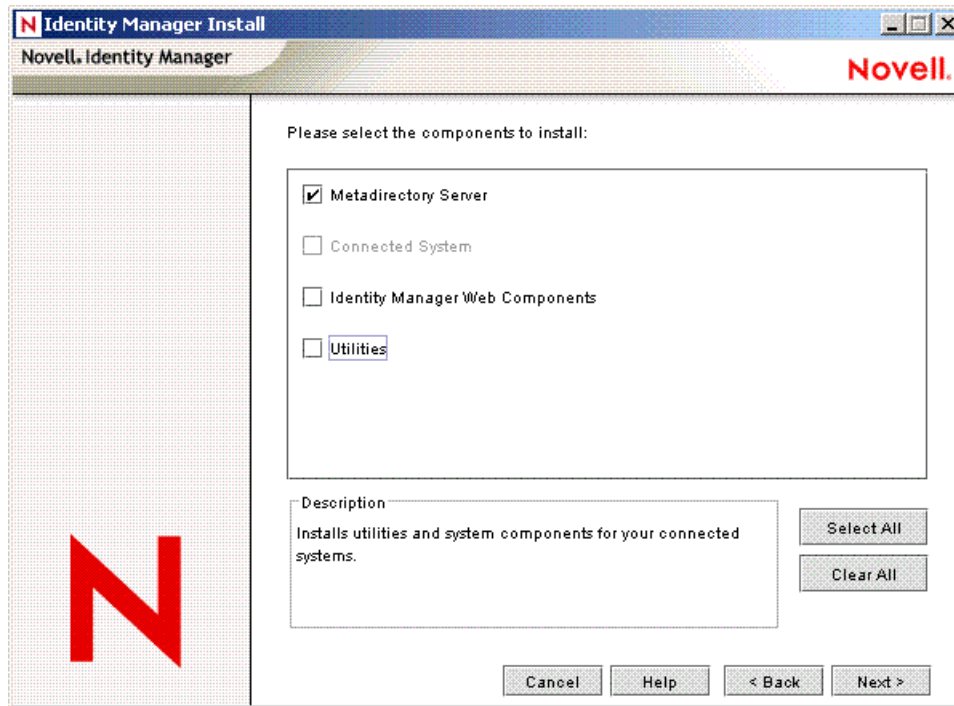 N Identity Manager Install
Novell. Identity Manager
Novell.
Please select the components to install:
Metadirectory Server
Connected System
Identity Manager Web Components
Utilities
Description
Installs utilities and system components for your connected
systems.
Select All
Clear All
N
Cancel
Help
< Back
Next >